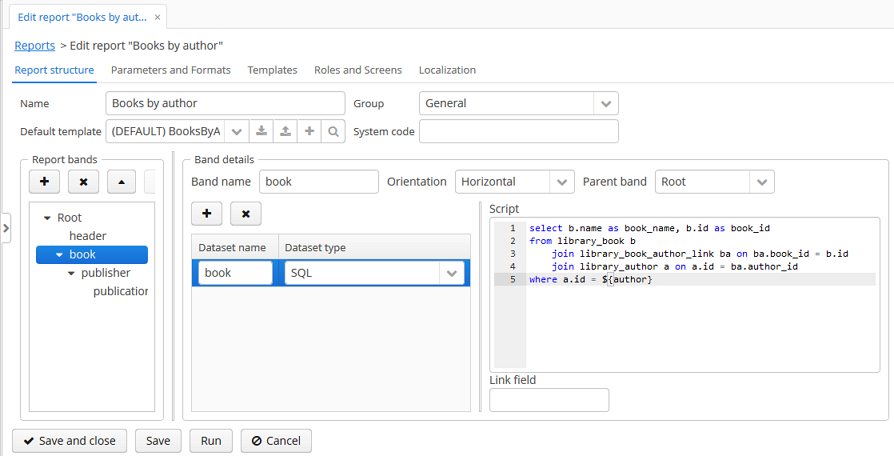 Edit report "Books by aut... ×
Reports > Edit report "Books by author"
Report structure Parameters and Formats Templates Roles and Screens Localization
Name Books by author Group General
Default template (DEFAULT) BooksByA System code
Report bands Band details
Band name book Orientation Horizontal Parent band Root
Root
header
book
publisher
publication
Dataset name Dataset type
book SQL
Script
1 select b.name as book_name, b.id as book_id
2 from library_book b
3 join library_book_author_link ba on ba.book_id = b.id
4 join library_author a on a.id = ba.author_id
5 where a.id = ${author}
Link field
Save and close Save Run Cancel